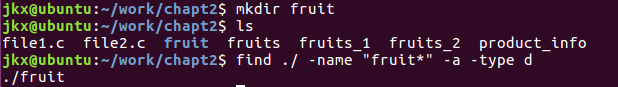 jkx@ubuntu:~/work/chapt2$ mkdir fruit
jkx@ubuntu:~/work/chapt2$ ls
file1.c  file2.c  fruit  fruits  fruits_1  fruits_2  product_info
jkx@ubuntu:~/work/chapt2$ find ./ -name "fruit*" -a -type d
./fruit